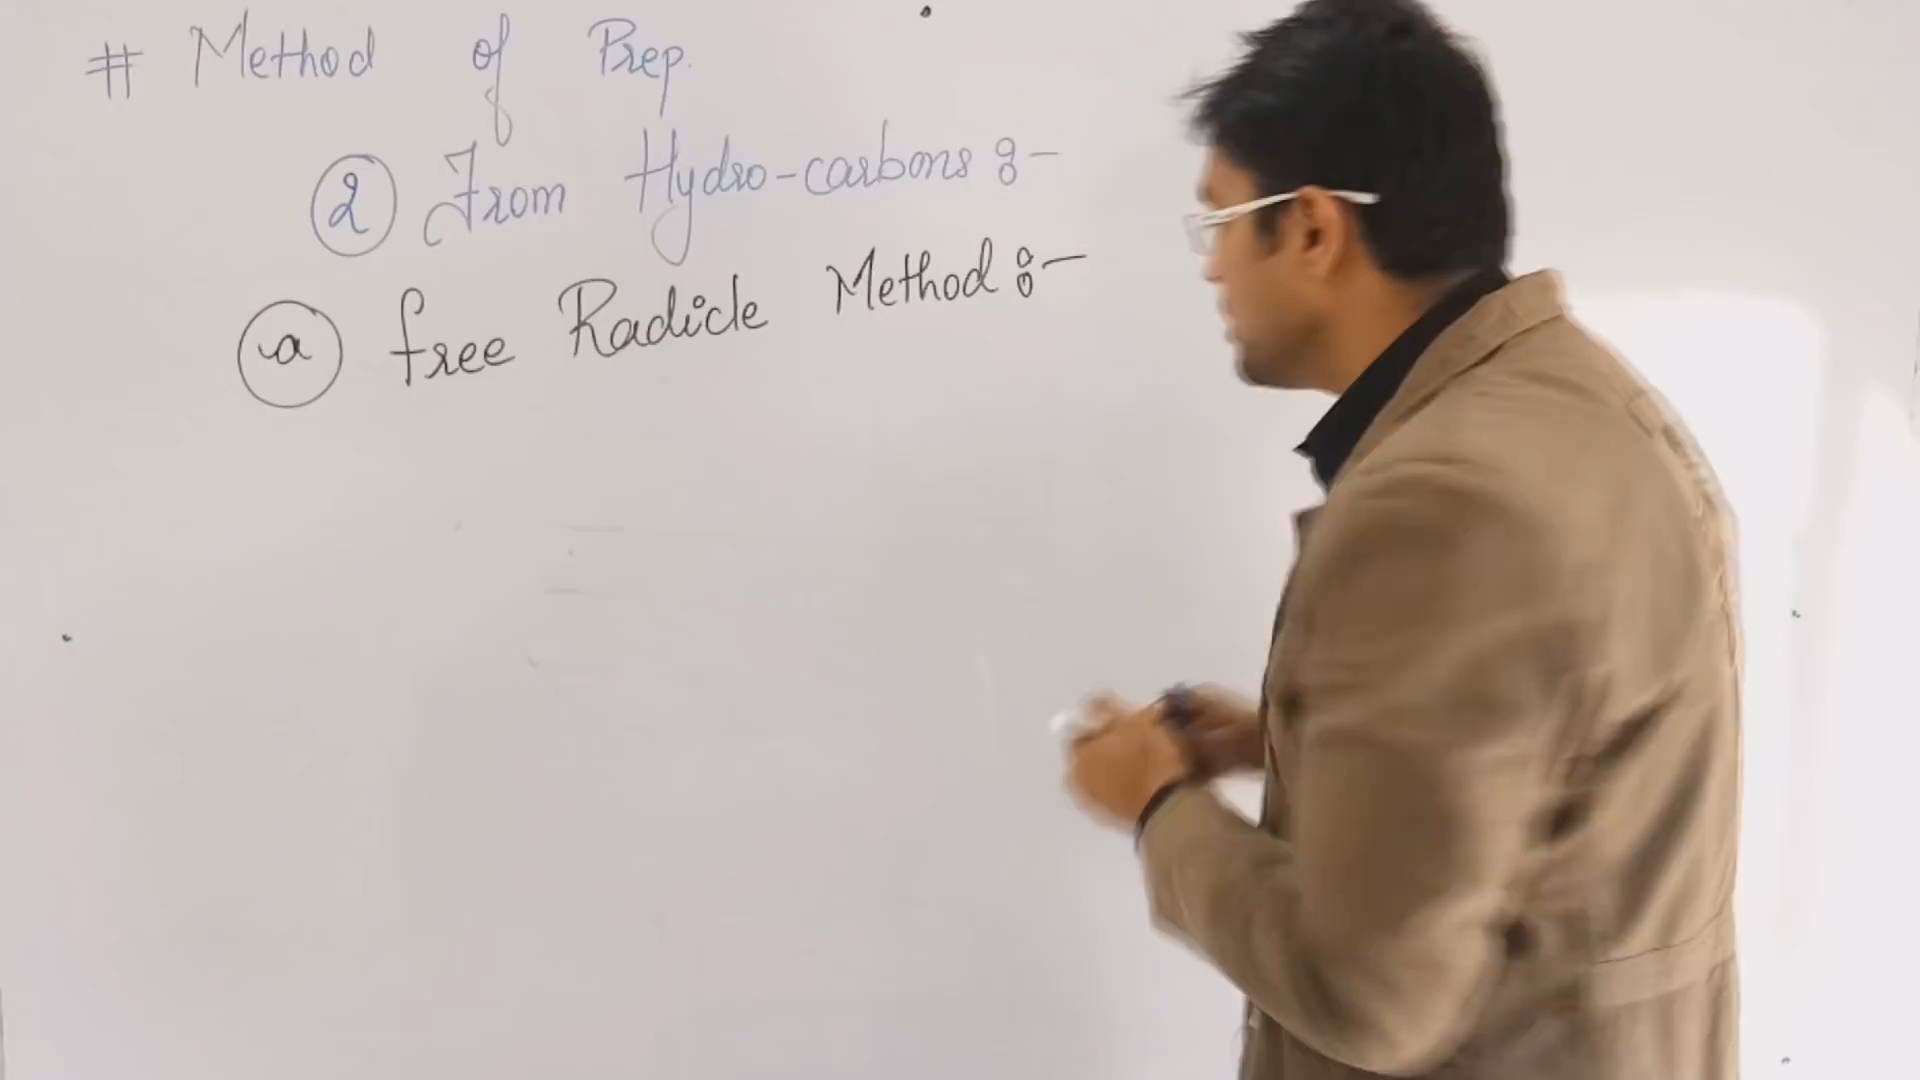 # Method of Prep.
② From Hydro-carbons :-
ⓐ free Radicle Method :-